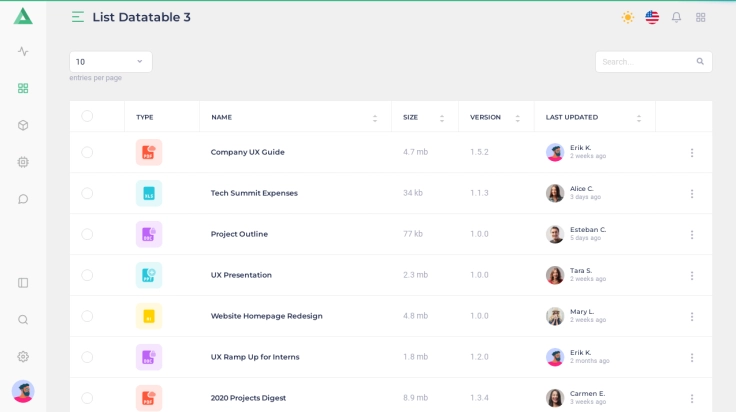 List Datatable 3
10
entries per page
Search...
TYPE NAME SIZE VERSION LAST UPDATED
PDF Company UX Guide 4.7 mb 1.5.2 Erik K.
2 weeks ago
XLS Tech Summit Expenses 34 kb 1.1.3 Alice C.
3 days ago
DOC Project Outline 77 kb 1.0.0 Esteban C.
5 days ago
PPT UX Presentation 2.3 mb 1.0.0 Tara S.
2 weeks ago
AI Website Homepage Redesign 4.8 mb 1.0.0 Mary L.
2 weeks ago
DOC UX Ramp Up for Interns 1.8 mb 1.2.0 Erik K.
2 months ago
PDF 2020 Projects Digest 8.9 mb 1.3.4 Carmen E.
3 weeks ago